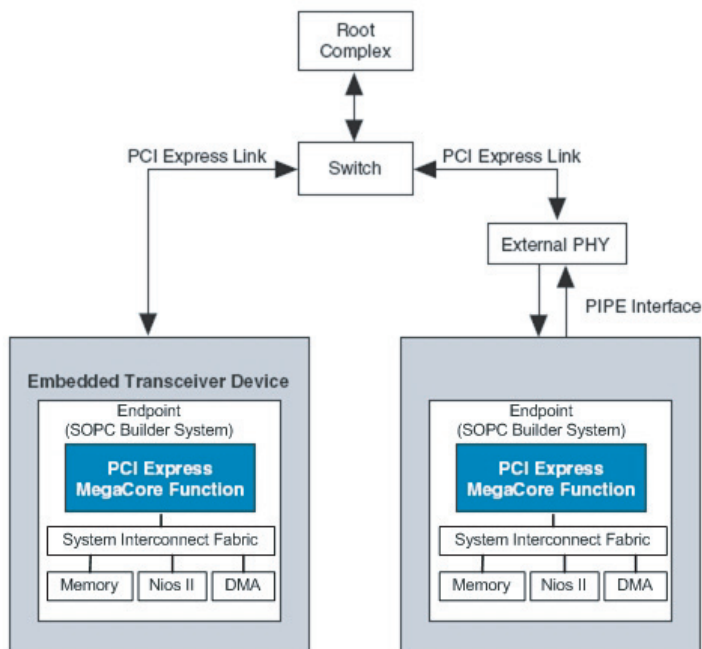 Root
Complex
PCI Express Link
Switch
PCI Express Link
External PHY
PIPE Interface
Embedded Transceiver Device
Endpoint
(SOPC Builder System)
PCI Express
MegaCore Function
System Interconnect Fabric
Memory
Nios II
DMA
Endpoint
(SOPC Builder System)
PCI Express
MegaCore Function
System Interconnect Fabric
Memory
Nios II
DMA